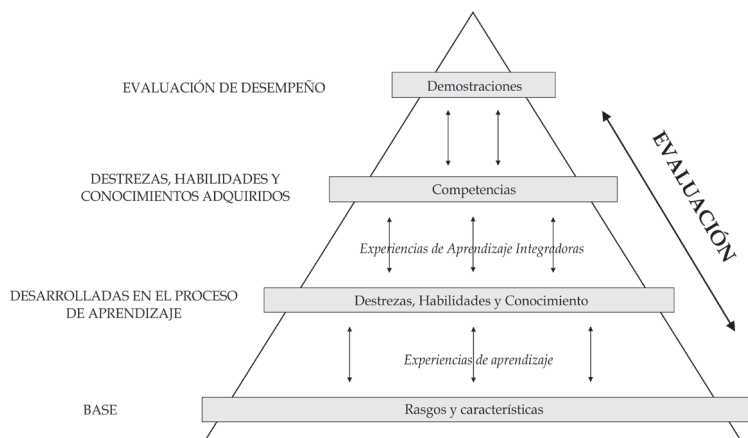 EVALUACIÓN DE DESEMPEÑO
Demostraciones
DESTREZAS, HABILIDADES Y
CONOCIMIENTOS ADQUIRIDOS
Competencias
EVALUACIÓN
Experiencias de Aprendizaje Integradoras
DESARROLLADAS EN EL PROCESO
DE APRENDIZAJE
Destrezas, Habilidades y Conocimiento
Experiencias de aprendizaje
BASE
Rasgos y características